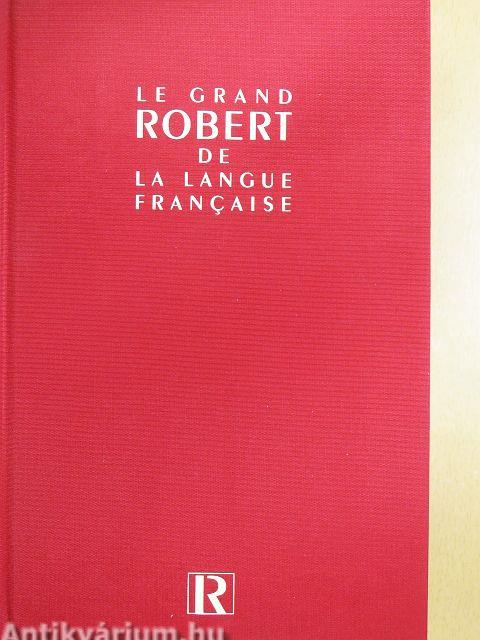 LE GRAND
ROBERT
DE
LA LANGUE
FRANÇAISE
R
Antikvárium.hu